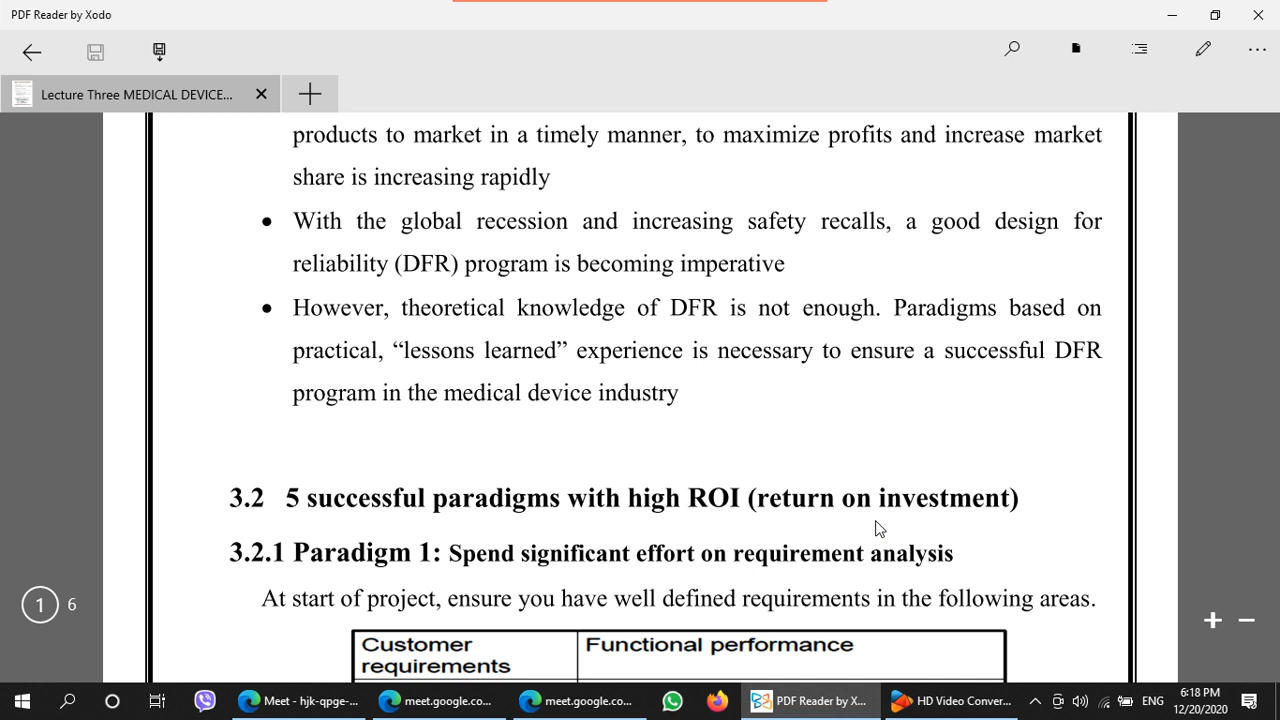 PDF Reader by Xodo
Lecture Three MEDICAL DEVICE...
products to market in a timely manner, to maximize profits and increase market
share is increasing rapidly
• With the global recession and increasing safety recalls, a good design for
reliability (DFR) program is becoming imperative
• However, theoretical knowledge of DFR is not enough. Paradigms based on
practical, “lessons learned” experience is necessary to ensure a successful DFR
program in the medical device industry
3.2 5 successful paradigms with high ROI (return on investment)
3.2.1 Paradigm 1: Spend significant effort on requirement analysis
At start of project, ensure you have well defined requirements in the following areas.
1 6
Customer requirements
Functional performance
Meet - hjk-qpge-...
meet.google.co...
meet.google.co...
PDF Reader by X...
HD Video Conver...
ENG
6:18 PM
12/20/2020